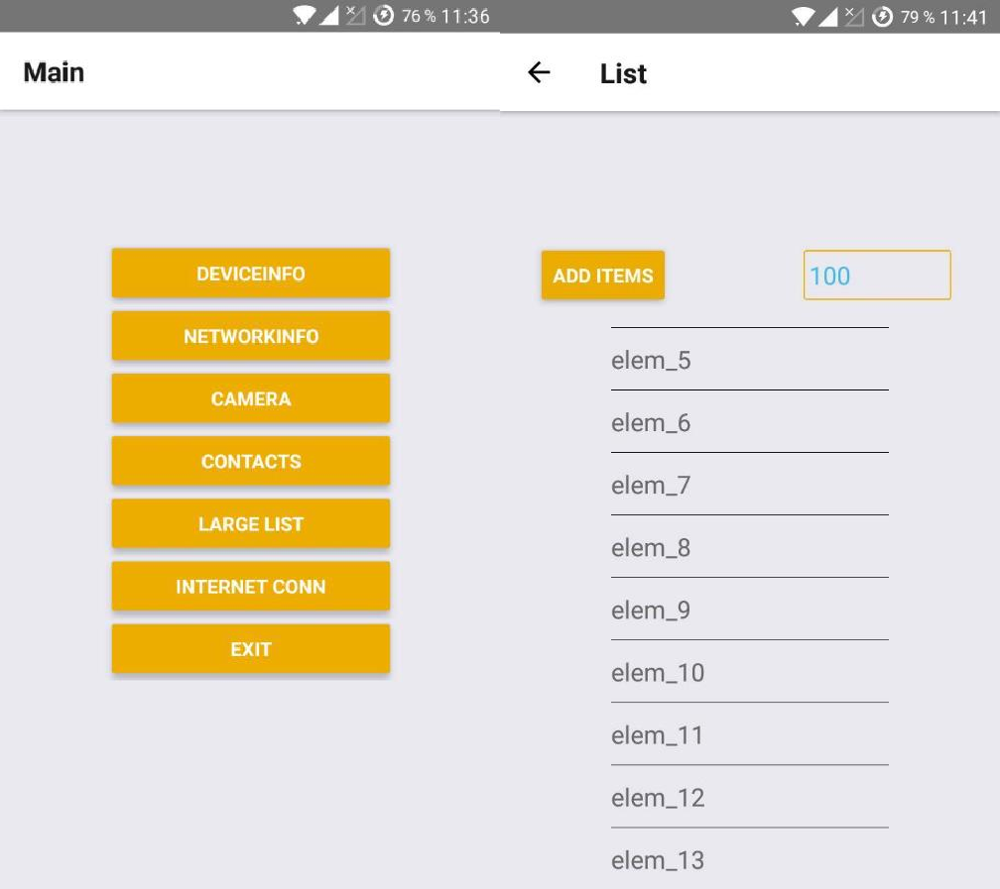 76 % 11:36
Main
DEVICEINFO
NETWORKINFO
CAMERA
CONTACTS
LARGE LIST
INTERNET CONN
EXIT
79 % 11:41
List
ADD ITEMS
100
elem_5
elem_6
elem_7
elem_8
elem_9
elem_10
elem_11
elem_12
elem_13